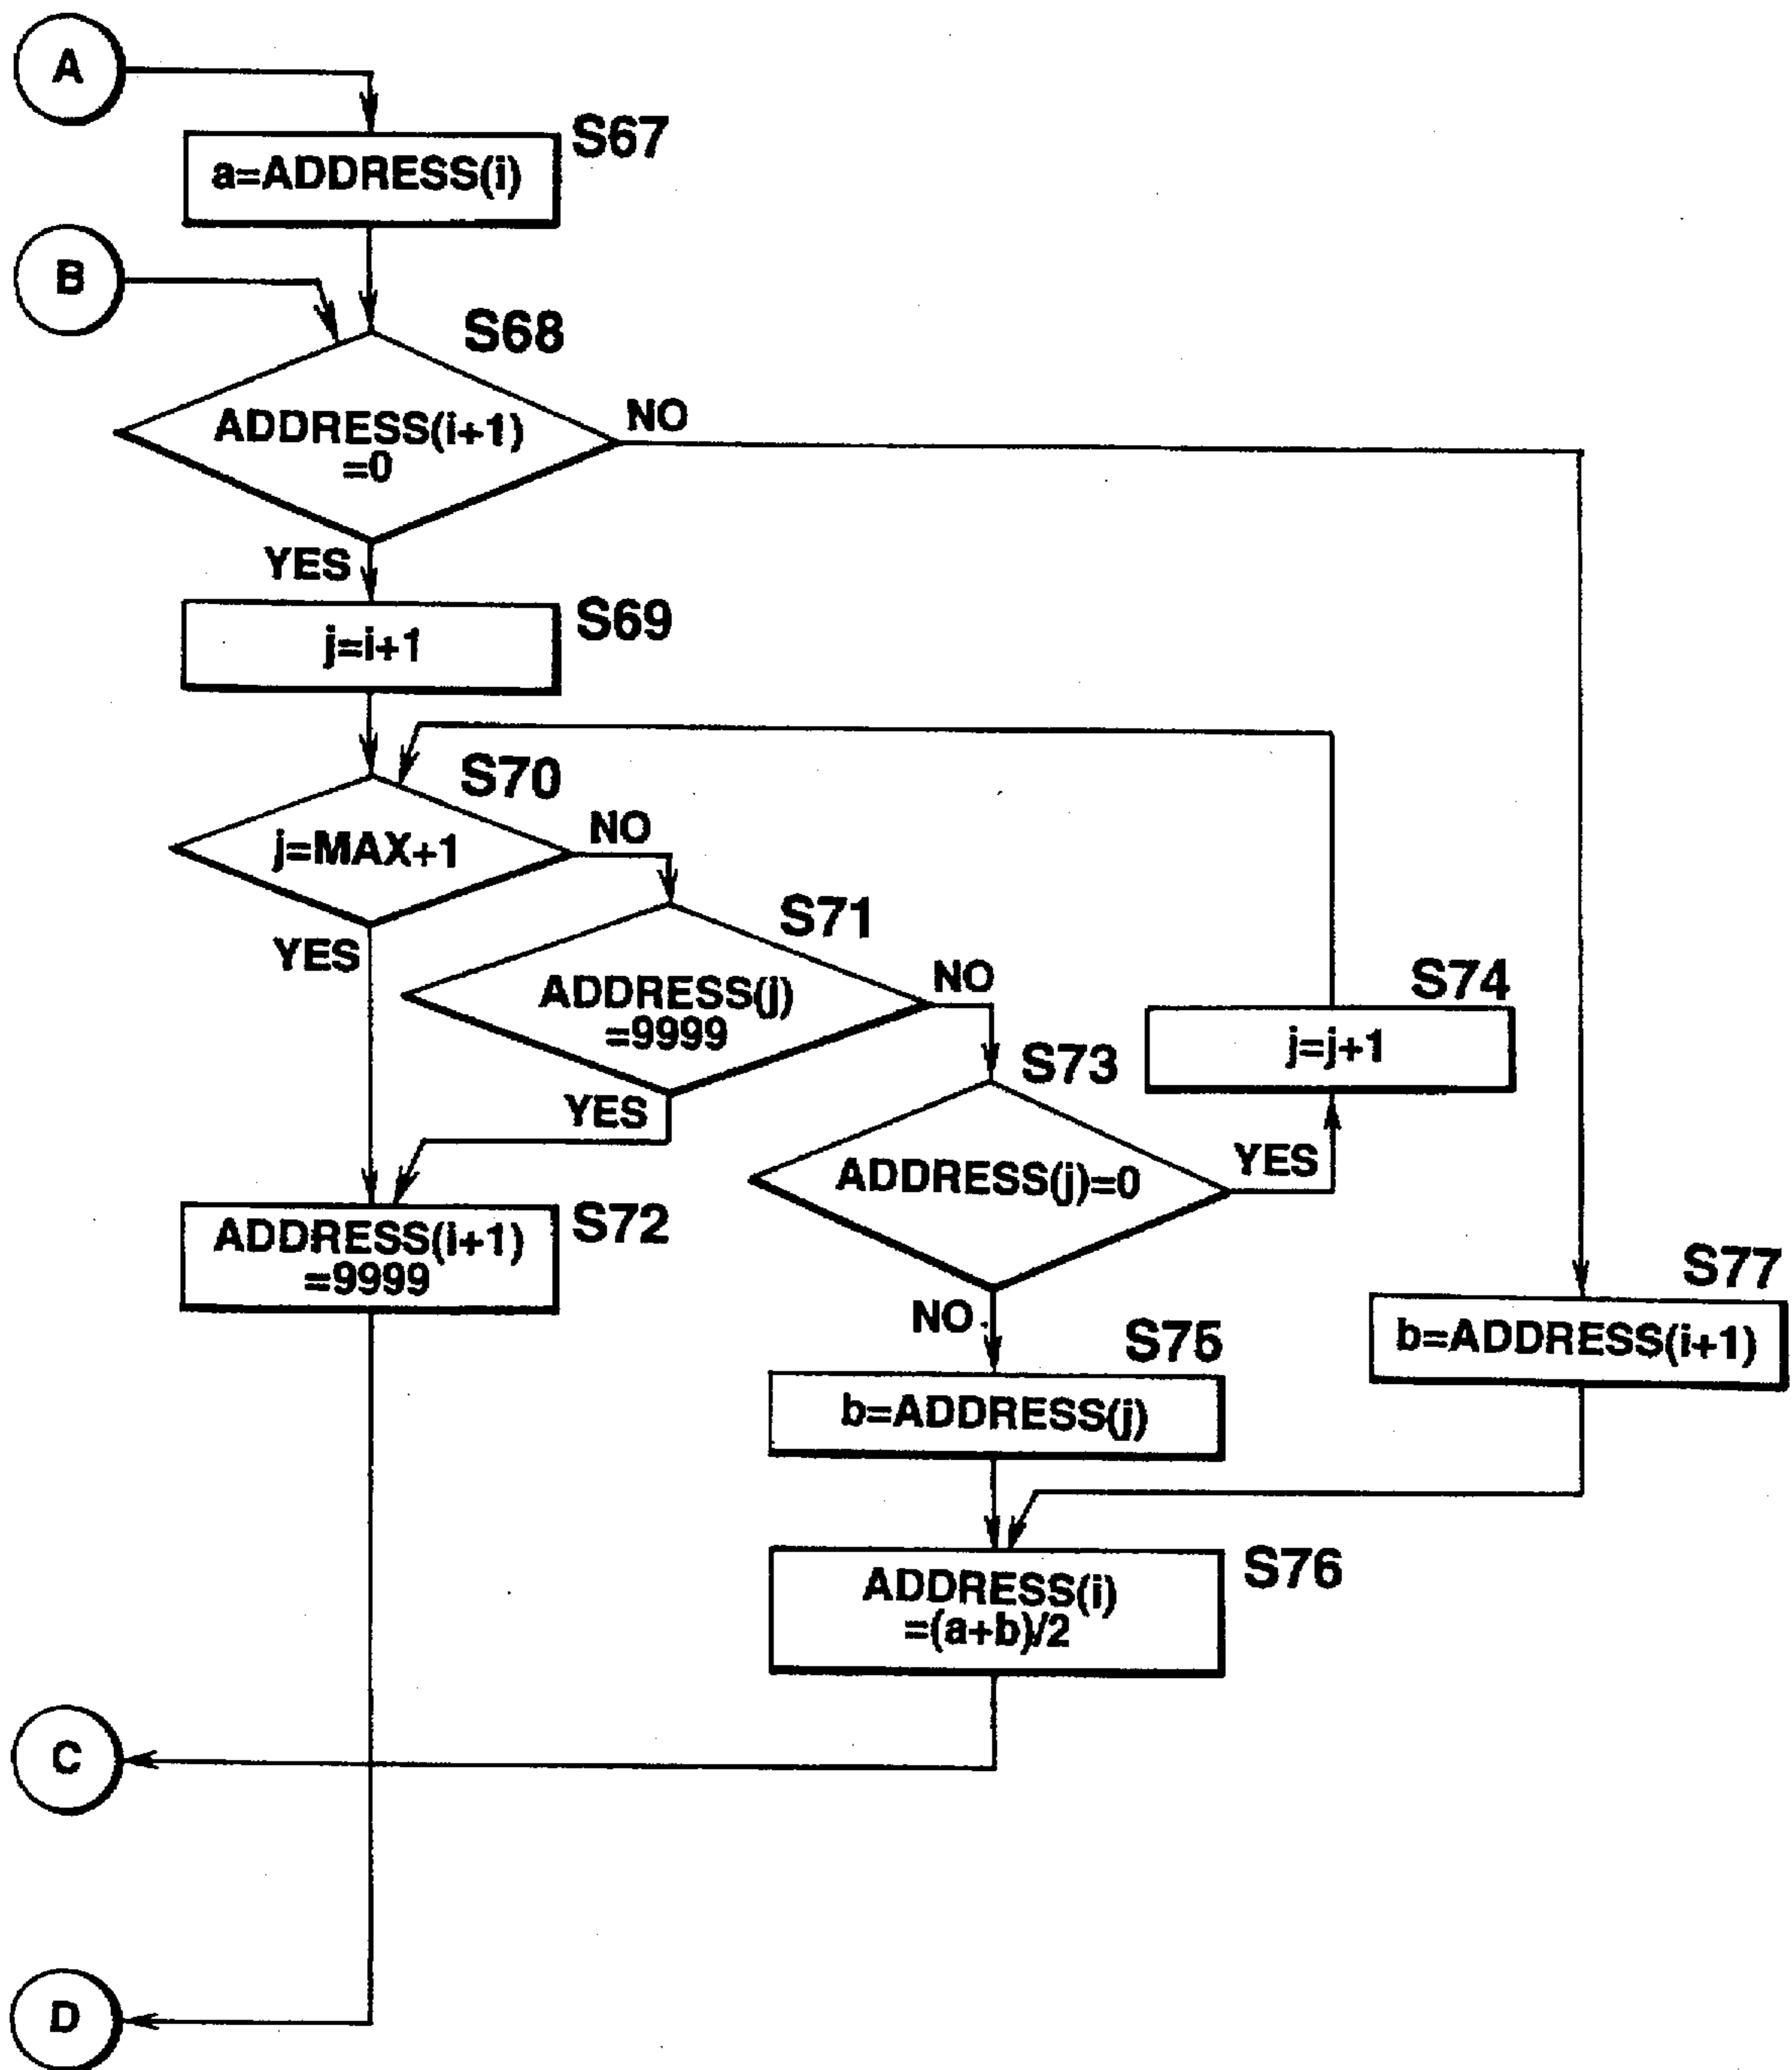 A
S67
a=ADDRESS(i)
B
S68
ADDRESS(i+1)
=0
NO
YES
S69
j=i+1
S70
j=MAX+1
NO
YES
S71
ADDRESS(j)
=9999
NO
YES
S74
j=j+1
S73
ADDRESS(j)=0
YES
NO
S72
ADDRESS(i+1)
=9999
S77
b=ADDRESS(i+1)
S75
b=ADDRESS(j)
S76
ADDRESS(i)
=(a+b)/2
C
D